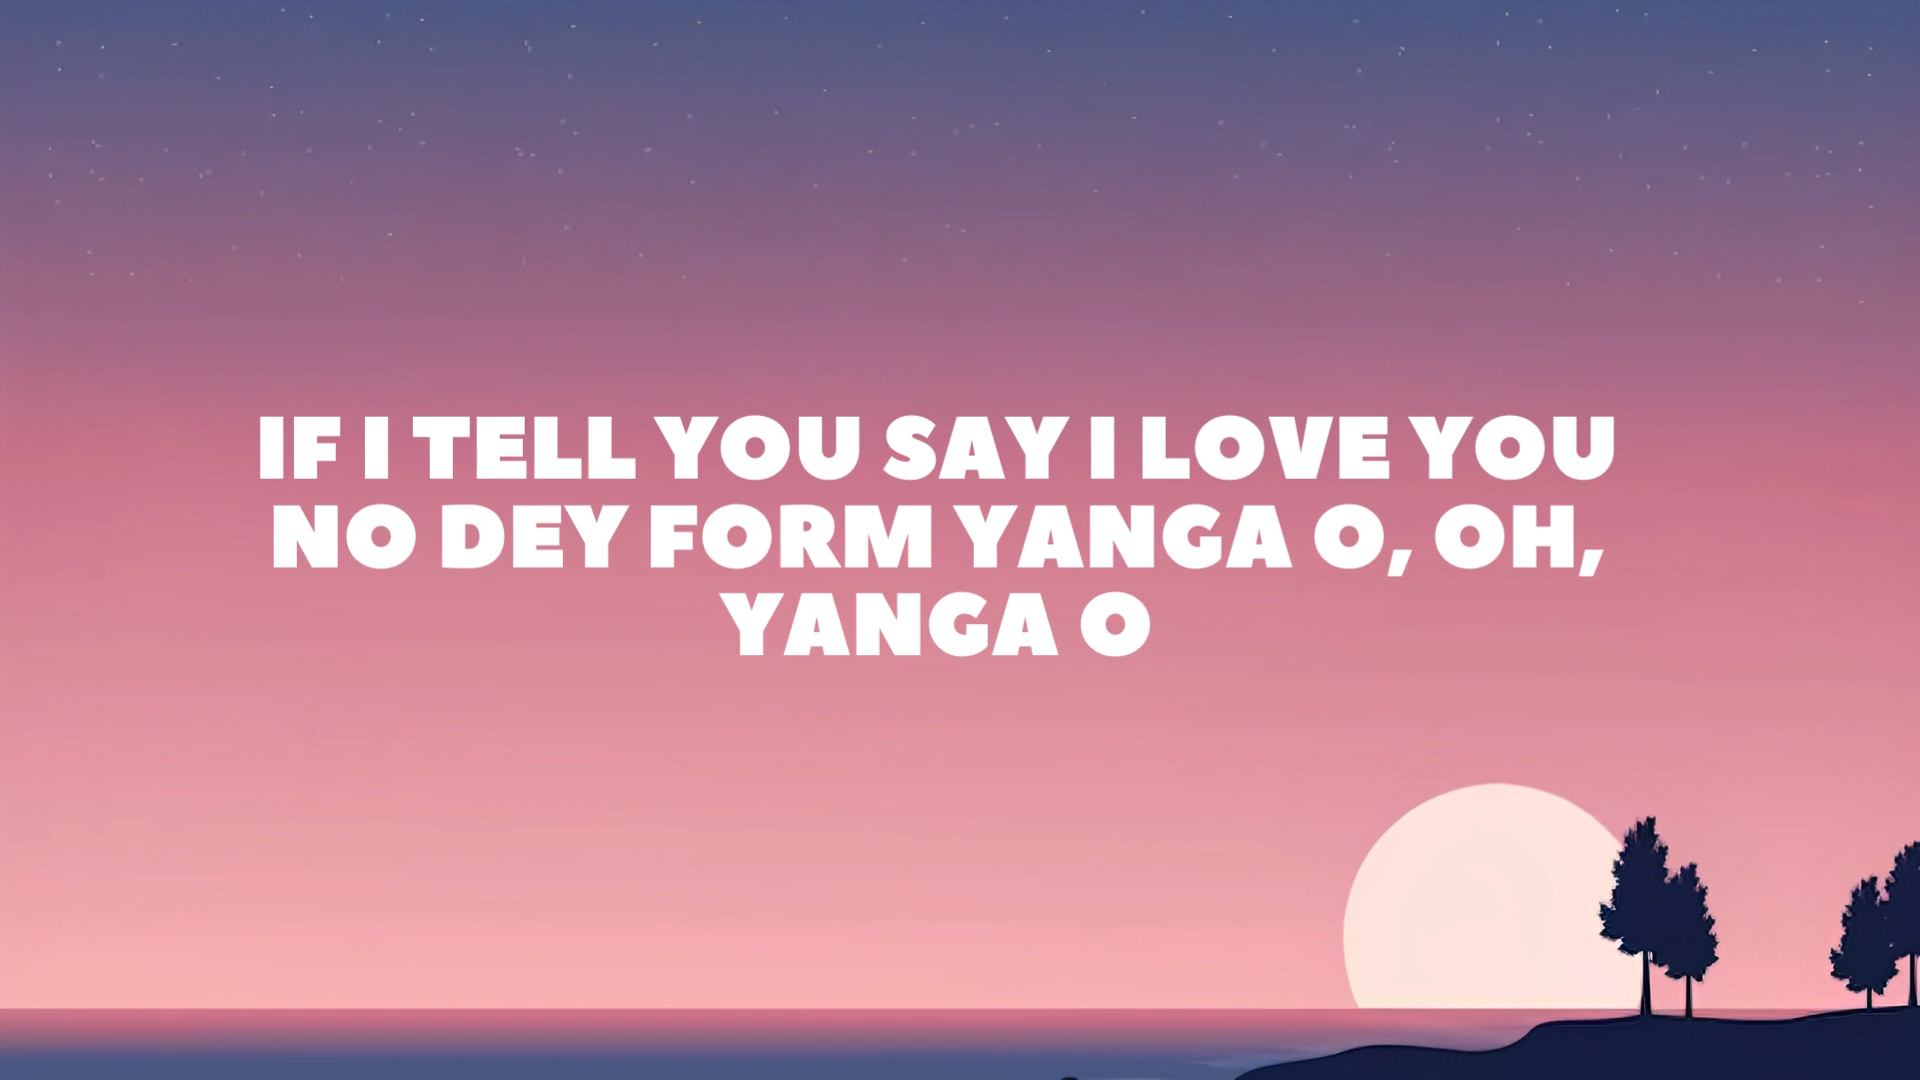 IF I TELL YOU SAY I LOVE YOU
NO DEY FORM YANGA O, OH,
YANGA O